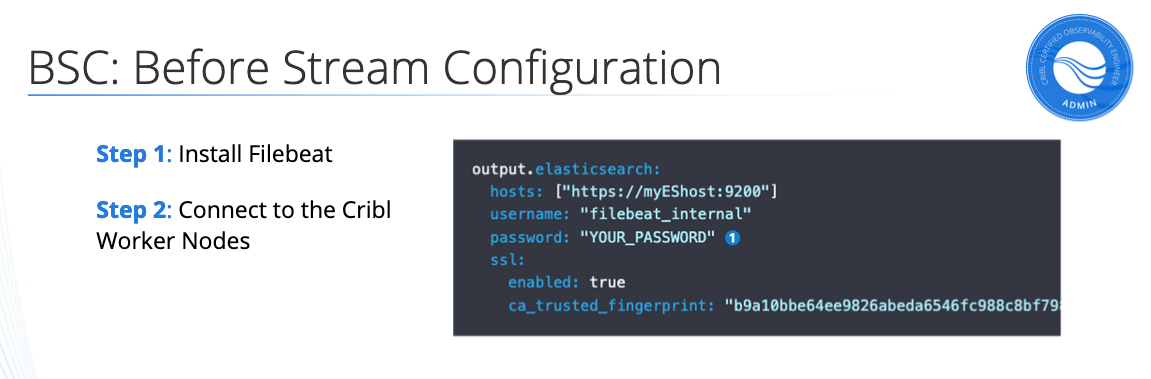 BSC: Before Stream Configuration
CRIBL CERTIFIED OBSERVABILITY ENGINEER
ADMIN
Step 1: Install Filebeat
Step 2: Connect to the Cribl
Worker Nodes
output.elasticsearch:
hosts: ["https://myEShost:9200"]
username: "filebeat_internal"
password: "YOUR_PASSWORD" 1
ssl:
enabled: true
ca_trusted_fingerprint: "b9a10bbe64ee9826abeda6546fc988c8bf798